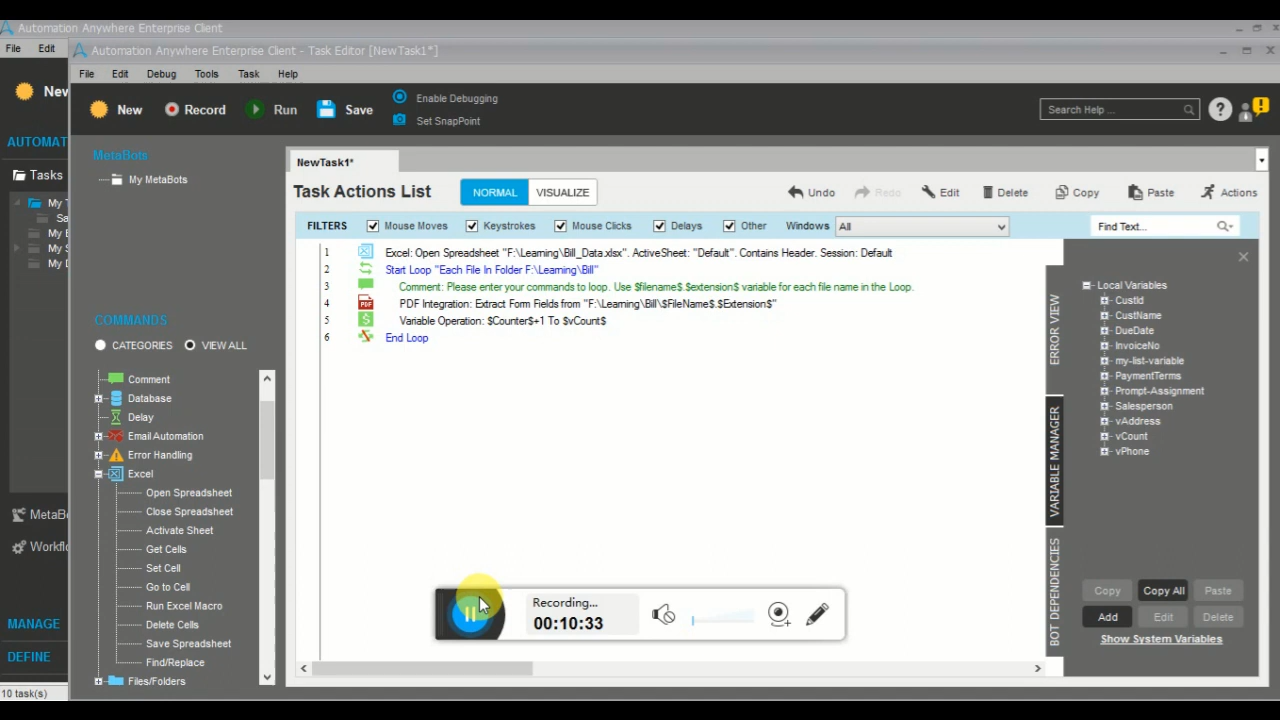 Automation Anywhere Enterprise Client
File Edit
Automation Anywhere Enterprise Client - Task Editor [NewTask1*]
File Edit Debug Tools Task Help
New
New Record Run Save
Enable Debugging
Set SnapPoint
Search Help ...
AUTOMAT
Tasks
MANAGE
DEFINE
10 task(s)
MetaBots
My MetaBots
COMMANDS
CATEGORIES VIEW ALL
Comment
Database
Delay
Email Automation
Error Handling
Excel
Open Spreadsheet
Close Spreadsheet
Activate Sheet
Get Cells
Set Cell
Go to Cell
Run Excel Macro
Delete Cells
Save Spreadsheet
Find/Replace
Files/Folders
NewTask1*
Task Actions List NORMAL VISUALIZE Undo Redo Edit Delete Copy Paste Actions
FILTERS Mouse Moves Keystrokes Mouse Clicks Delays Other Windows All Find Text...
1 Excel: Open Spreadsheet "F:\Learning\Bill_Data.xlsx". ActiveSheet: "Default". Contains Header. Session: Default
2 Start Loop "Each File In Folder F:\Learning\Bill"
3 Comment: Please enter your commands to loop. Use $filename$.$extension$ variable for each file name in the Loop.
4 PDF Integration: Extract Form Fields from "F:\Learning\Bill\$FileName$.$Extension$"
5 Variable Operation: $Counter$+1 To $vCount$
6 End Loop
Recording...
00:10:33
ERROR VIEW
VARIABLE MANAGER
BOT DEPENDENCIES
Local Variables
CustId
CustName
DueDate
InvoiceNo
my-list-variable
PaymentTerms
Prompt-Assignment
Salesperson
vAddress
vCount
vPhone
Copy Copy All Paste
Add Edit Delete
Show System Variables